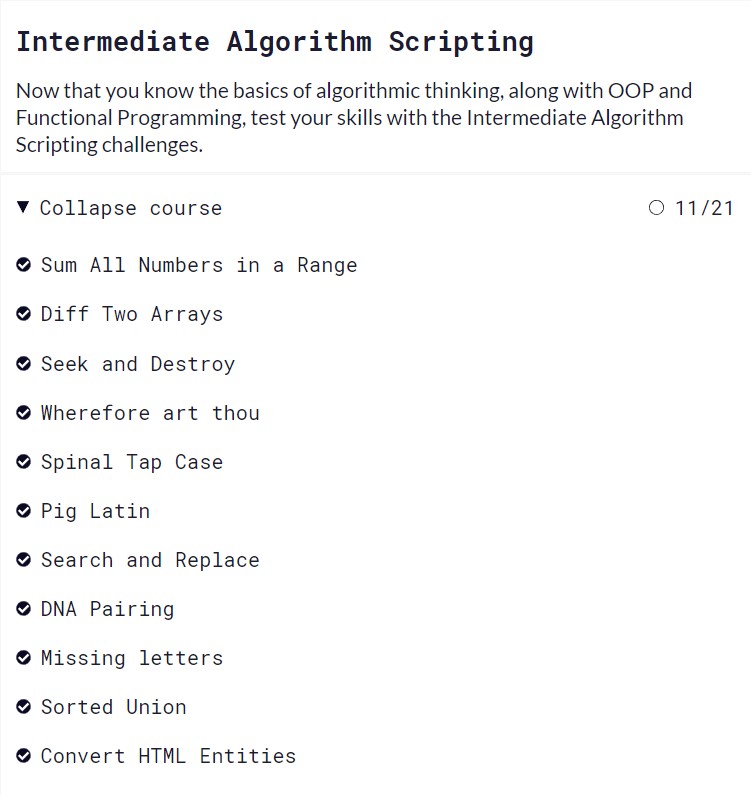 Intermediate Algorithm Scripting
Now that you know the basics of algorithmic thinking, along with OOP and
Functional Programming, test your skills with the Intermediate Algorithm
Scripting challenges.
Collapse course 11/21
Sum All Numbers in a Range
Diff Two Arrays
Seek and Destroy
Wherefore art thou
Spinal Tap Case
Pig Latin
Search and Replace
DNA Pairing
Missing letters
Sorted Union
Convert HTML Entities